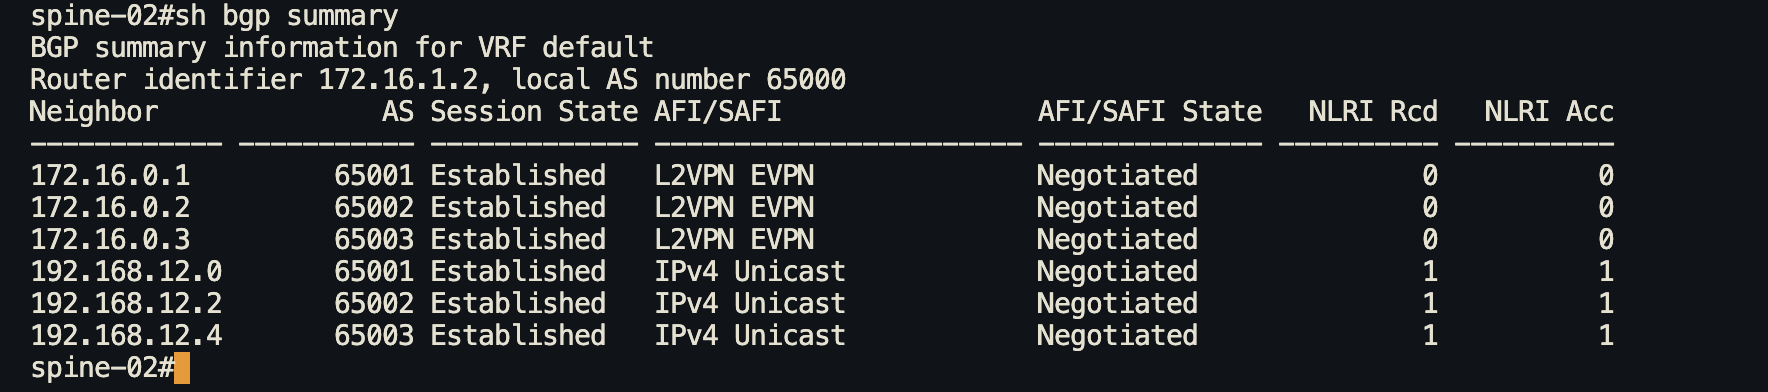 spine-02#sh bgp summary
BGP summary information for VRF default
Router identifier 172.16.1.2, local AS number 65000
Neighbor              AS Session State AFI/SAFI                AFI/SAFI State   NLRI Rcd   NLRI Acc
------------ ----------- ------------- ----------------------- -------------- ---------- ----------
172.16.0.1         65001 Established   L2VPN EVPN              Negotiated              0          0
172.16.0.2         65002 Established   L2VPN EVPN              Negotiated              0          0
172.16.0.3         65003 Established   L2VPN EVPN              Negotiated              0          0
192.168.12.0       65001 Established   IPv4 Unicast            Negotiated              1          1
192.168.12.2       65002 Established   IPv4 Unicast            Negotiated              1          1
192.168.12.4       65003 Established   IPv4 Unicast            Negotiated              1          1
spine-02#